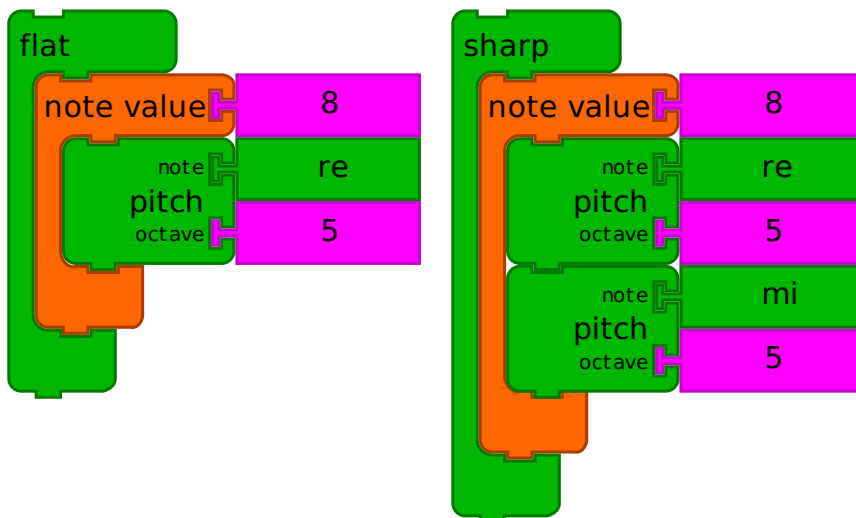 flat
note value 8
note re
pitch
octave 5
sharp
note value 8
note re
pitch
octave 5
note mi
pitch
octave 5